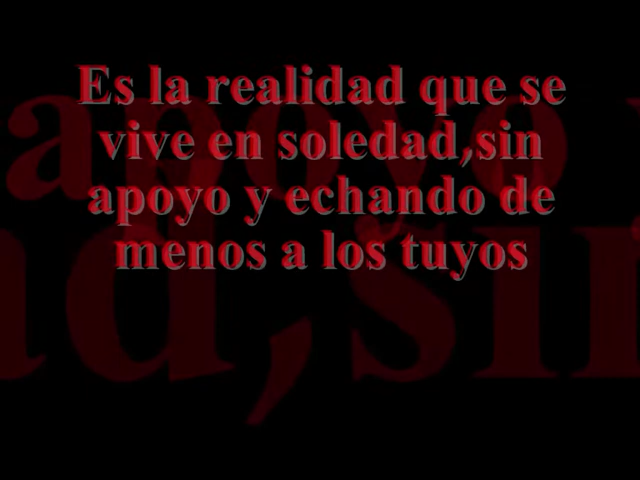 Es la realidad que se
vive en soledad,sin
apoyo y echando de
menos a los tuyos